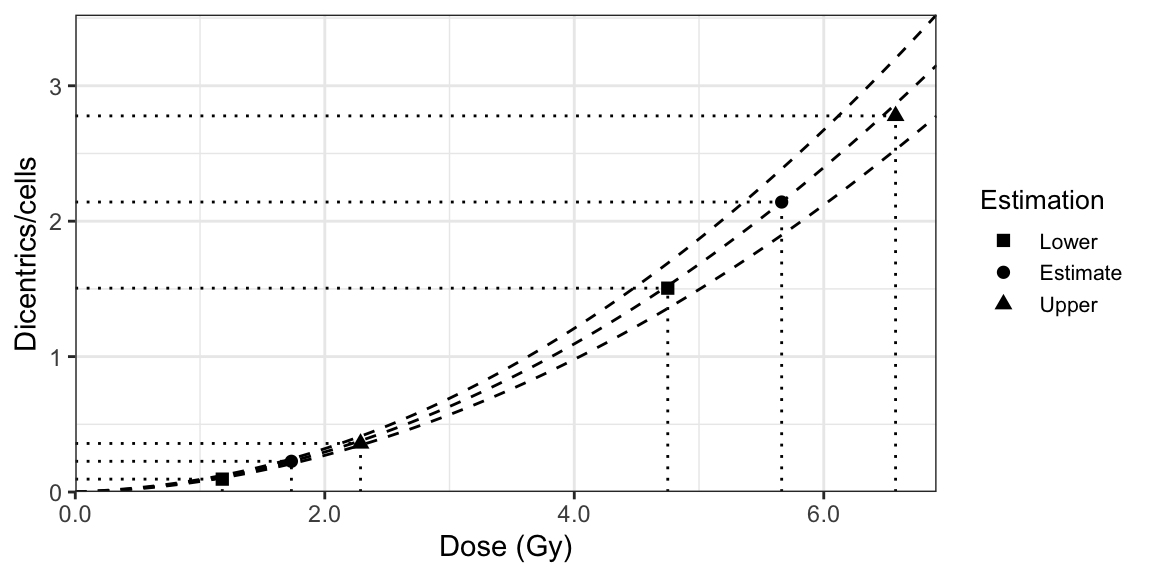 Dicentrics/cells
3
2
1
0
0.0 2.0 4.0 6.0
Dose (Gy)
Estimation
Lower
Estimate
Upper